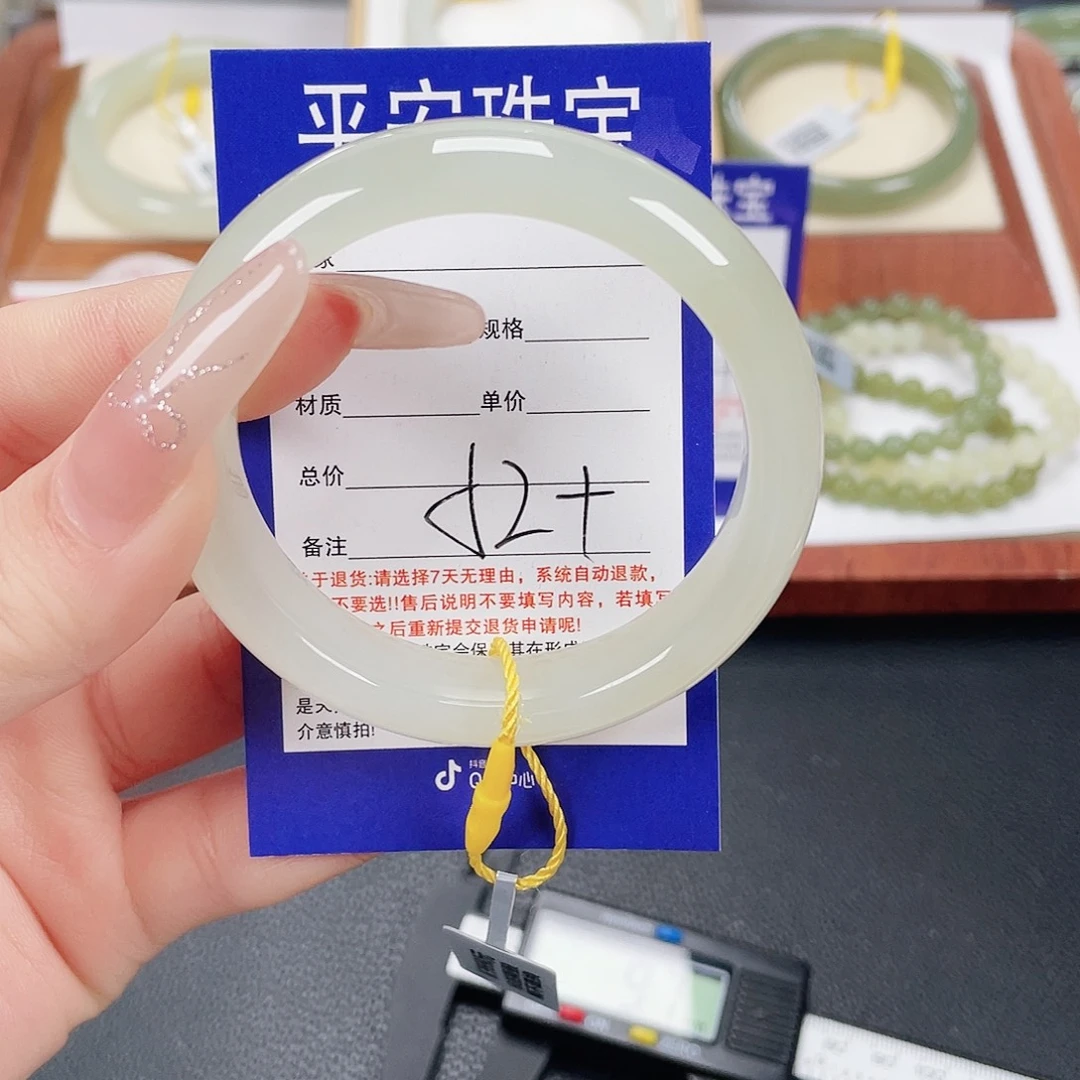 平安珠宝
珠宝
规格
材质 单价
总价
d2+
备注
于退货:请选择7天无理由，系统自动退款，
不要选!!售后说明不要填写内容，若填写
之后重新提交退货申请呢!
介意慎拍!